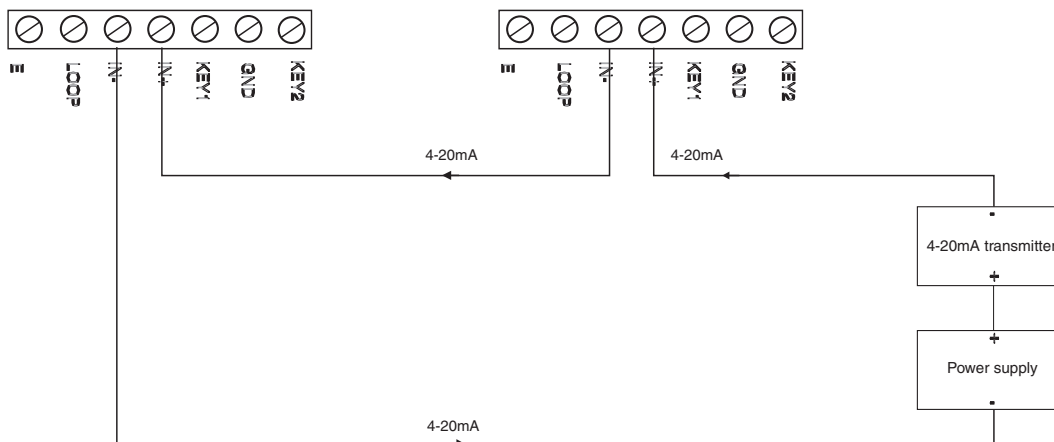 E LOOP IN- IN+ KEY1 GND KEY2 E LOOP IN- IN+ KEY1 GND KEY2
4-20mA 4-20mA
-
4-20mA transmitter
+
+
Power supply
-
4-20mA